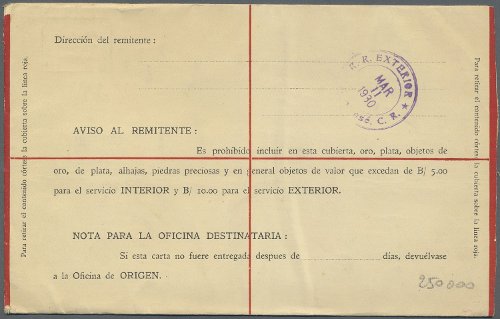 Dirección del remitente :
R. R. EXTERIOR
MAR
11
1930
José. C. R. ★
AVISO AL REMITENTE :
Es prohibido incluir en esta cubierta, oro, plata, objetos de
oro, de plata, alhajas, piedras preciosas y en general objetos de valor que excedan de B/ 5.00
para el servicio INTERIOR y B/ 10.00 para el servicio EXTERIOR.
NOTA PARA LA OFICINA DESTINATARIA :
Si esta carta no fuere entregada despues de ........................ días, devuélvase
a la Oficina de ORIGEN.
Para retirar el contenido córtese la cubierta sobre la línea roja.
Para retirar el contenido córtese la cubierta sobre la línea roja.
250.000